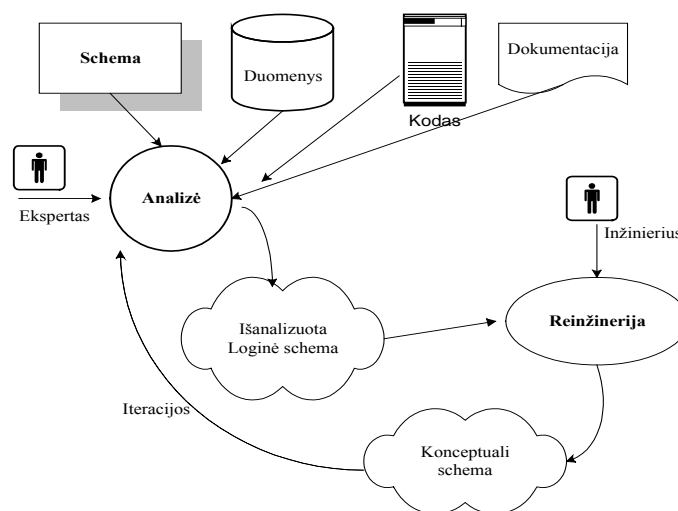 Schema
Duomenys
Kodas
Dokumentacija
Ekspertas
Analizė
Inžinierius
Išanalizuota
Loginė schema
Reinžinerija
Iteracijos
Konceptuali
schema